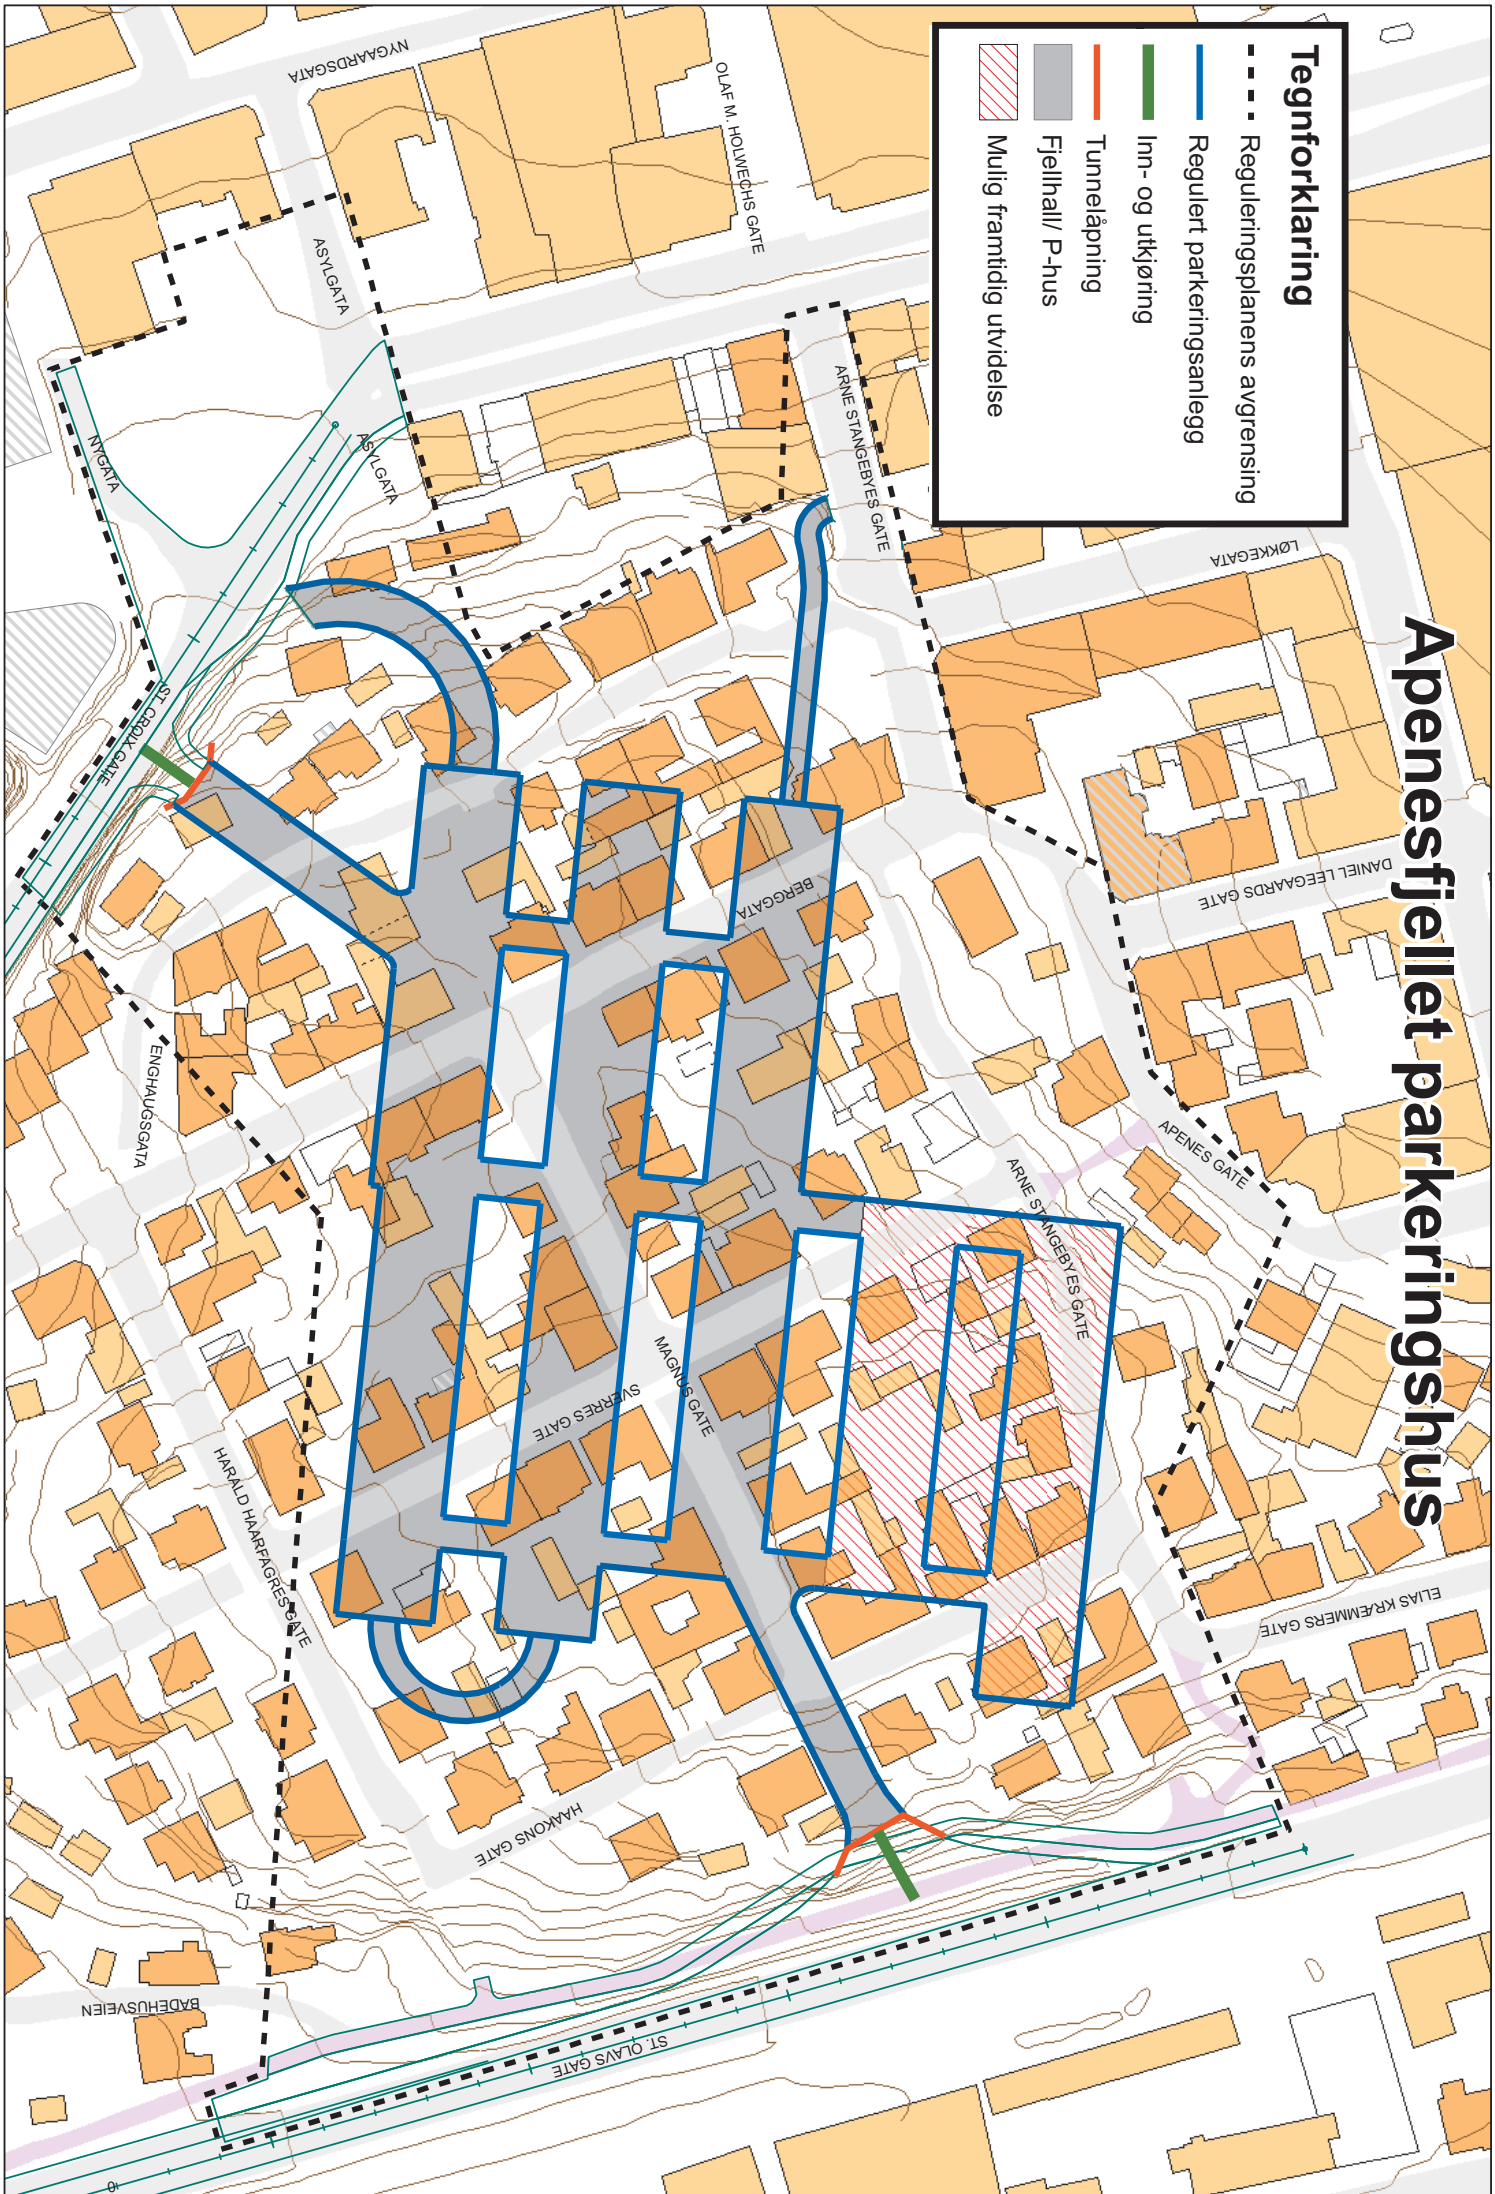 Apenesfjellet parkeringshus
Tegnforklaring
Reguleringsplanens avgrensing
Regulert parkeringsanlegg
Inn- og utkjøring
Tunnelåpning
Fjellhall/ P-hus
Mulig framtidig utvidelse
NYGAARDSGATA
OLAF M. HOLWECHS GATE
ASYLGATA
ASYLGATA
NYGATA
ARNE STANGEBYES GATE
LØKKEGATA
DANIEL LEEGAARDS GATE
ST. CROIX GATE
BERGGATA
ENGHAUGSGATA
APENES GATE
ARNE STANGEBYES GATE
MAGNUS GATE
SVERRES GATE
HARALD HAARFAGRES GATE
ELIAS KRÆMMERS GATE
HAAKONS GATE
BADEHUSVEIEN
ST. OLAVS GATE
0